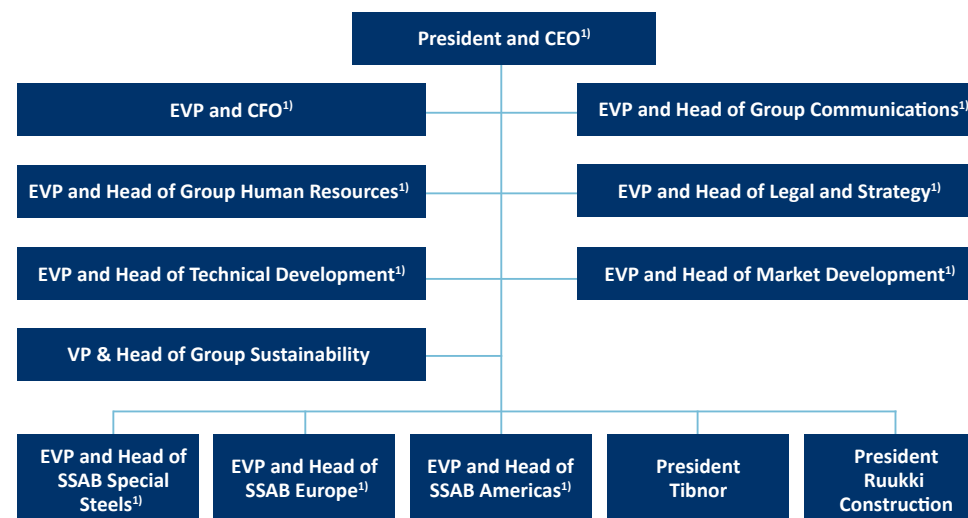 President and CEO1)
EVP and CFO1)
EVP and Head of Group Communications1)
EVP and Head of Group Human Resources1)
EVP and Head of Legal and Strategy1)
EVP and Head of Technical Development1)
EVP and Head of Market Development1)
VP & Head of Group Sustainability
EVP and Head of
SSAB Special
Steels1)
EVP and Head of
SSAB Europe1)
EVP and Head of
SSAB Americas1)
President
Tibnor
President
Ruukki
Construction